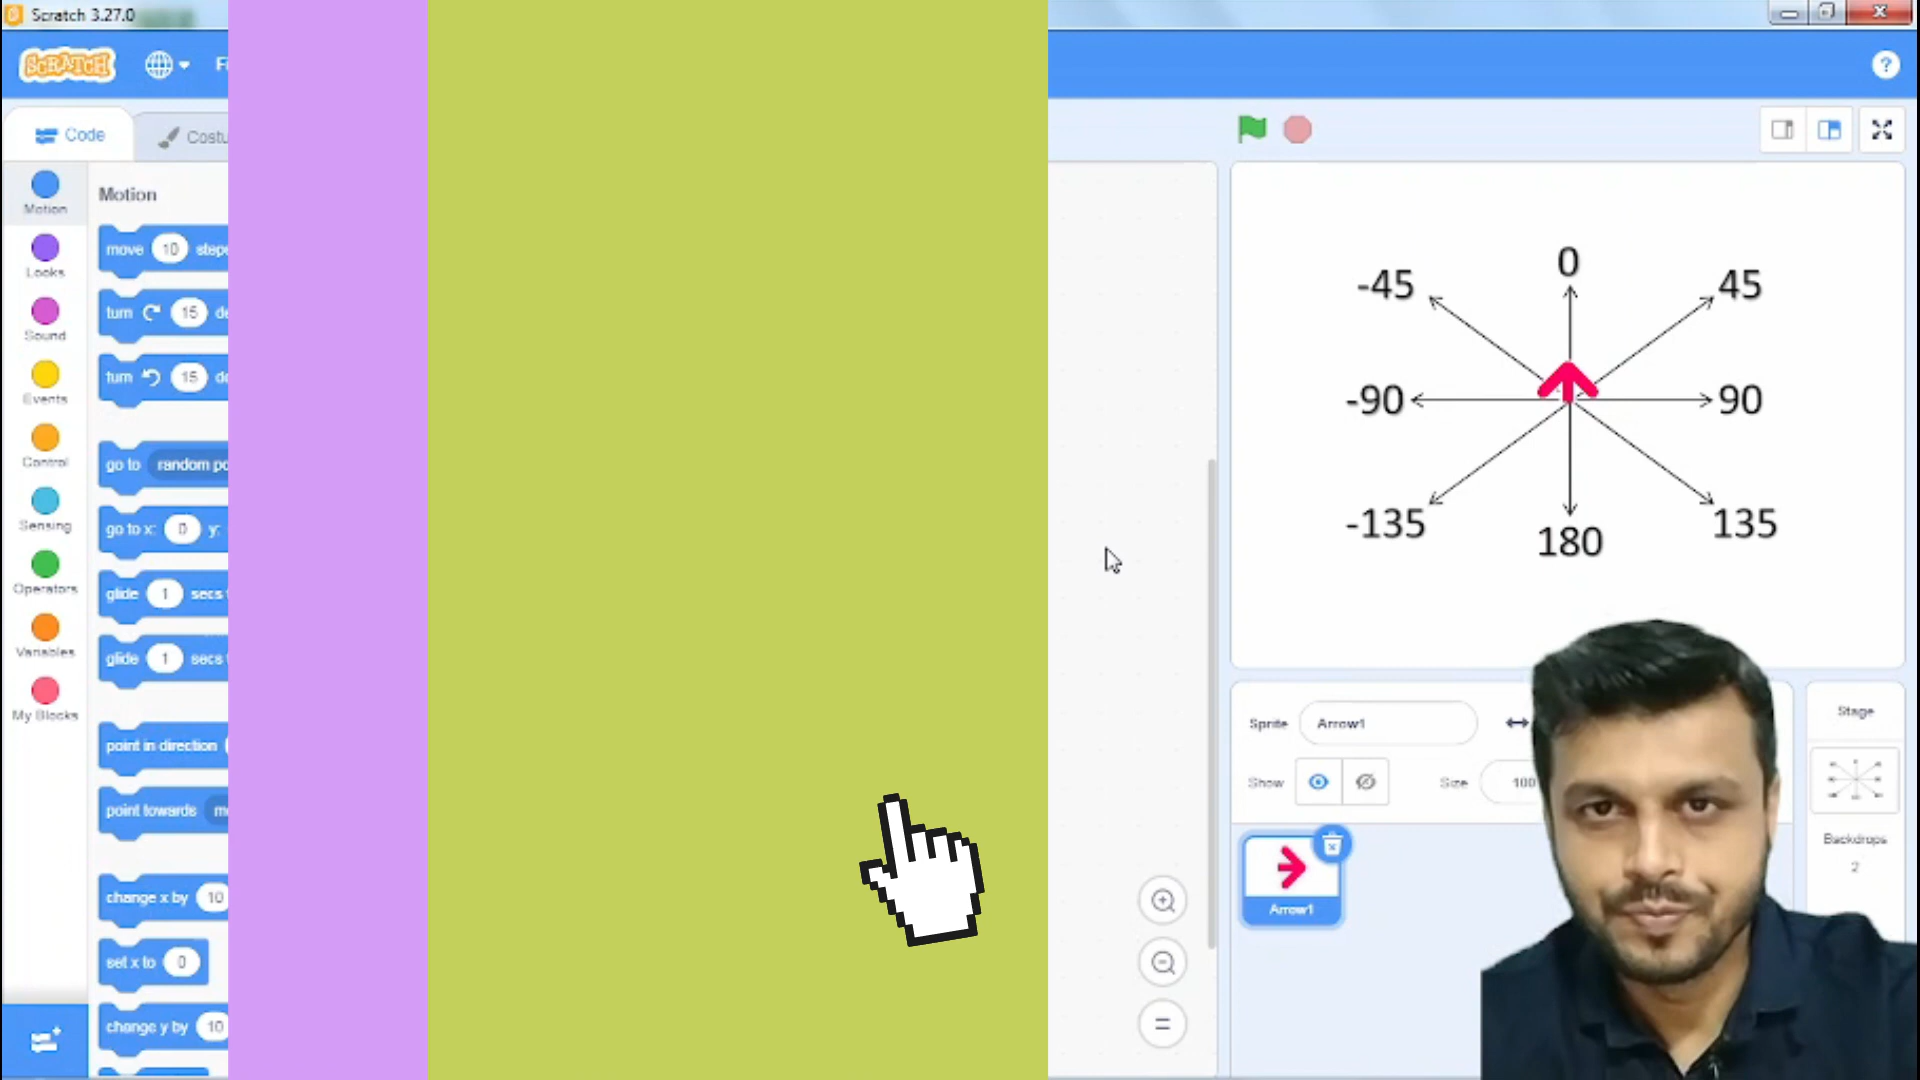 Scratch 3.27.0
SCRATCH
Code
Motion
Looks
Sound
Events
Control
Sensing
Operators
Variables
My Blocks
Motion
move 10
turn 15
turn 15
go to random
go to x: 0 y:
glide 1 secs
glide 1 secs
point in direction
point towards
change x by 10
set x to 0
change y by 10
0
-45
45
-90
90
-135
135
180
Sprite Arrow1
Show
Size 100
Arrow1
Stage
Backdrops
2